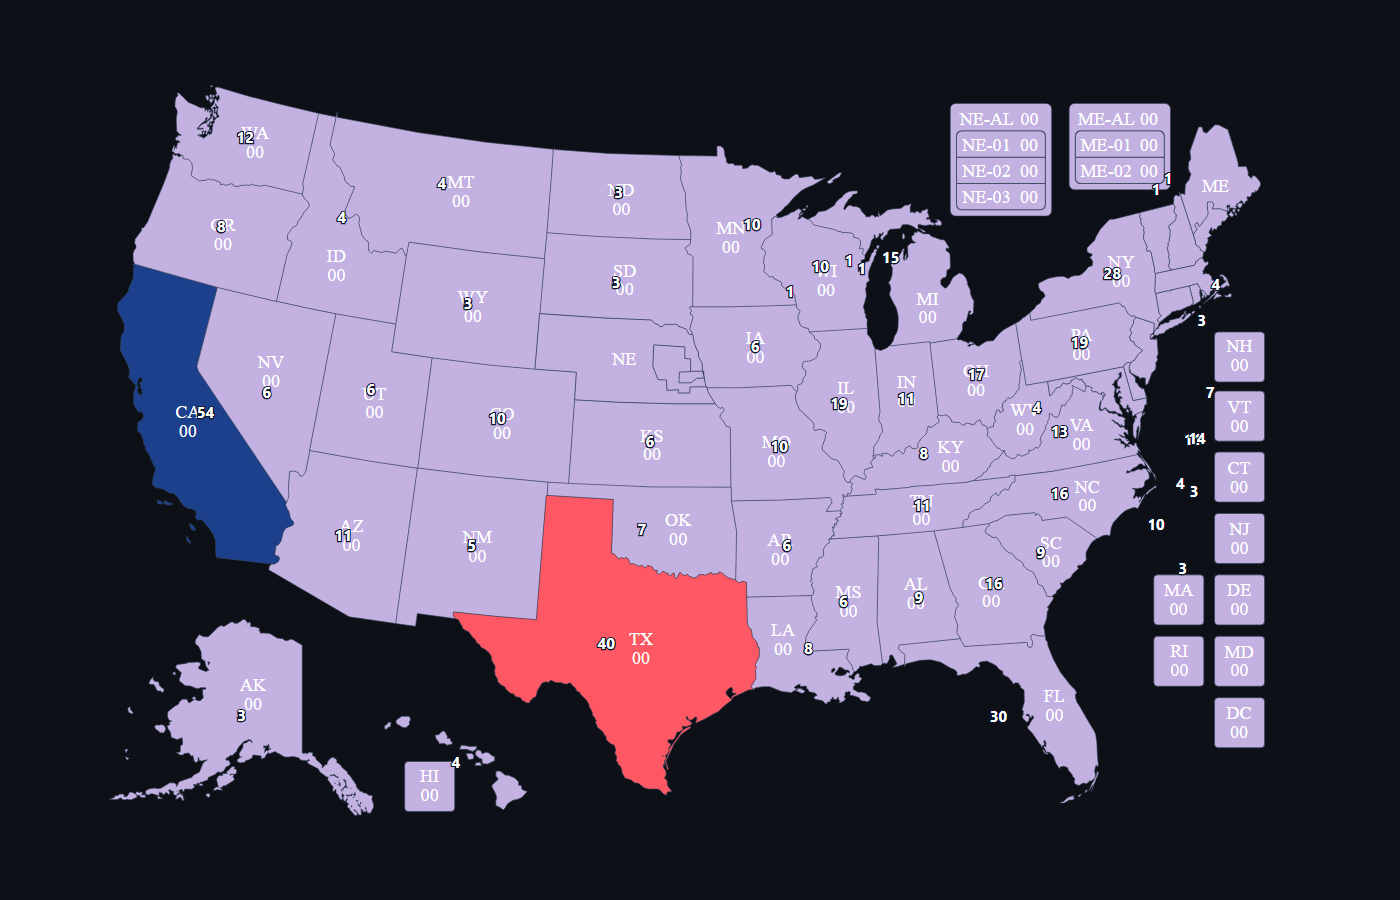 NE-AL 00
NE-01 00
NE-02 00
NE-03 00
ME-AL 00
ME-01 00
ME-02 00
1
1
WA
12
00
4
MT
00
ND
3
00
MN
10
00
ME
OR
8
00
4
ID
00
WY
3
00
SD
3
00
10
WI
00
1
1
1
15
MI
00
NY
28
00
4
3
NV
00
6
UT
6
00
CO
10
00
NE
IA
6
00
IL
19
00
IN
00
11
OH
17
00
PA
19
00
NH
00
7
VT
00
CA
54
00
KS
6
00
MO
10
00
8
KY
00
WV
4
00
13
VA
00
14
CT
00
4
3
AZ
11
00
NM
5
00
7
OK
00
AR
6
TN
11
00
16
NC
00
10
NJ
00
TX
40
00
LA
00
8
MS
6
00
AL
9
00
16
00
SC
9
00
3
MA
00
DE
00
RI
00
MD
00
DC
00
AK
00
3
HI
00
4
30
FL
00